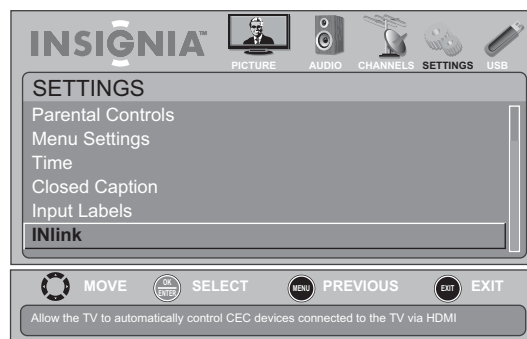 INSIGNIA™
PICTURE AUDIO CHANNELS SETTINGS USB
SETTINGS
Parental Controls
Menu Settings
Time
Closed Caption
Input Labels
INlink
MOVE OK ENTER SELECT MENU PREVIOUS EXIT EXIT
Allow the TV to automatically control CEC devices connected to the TV via HDMI